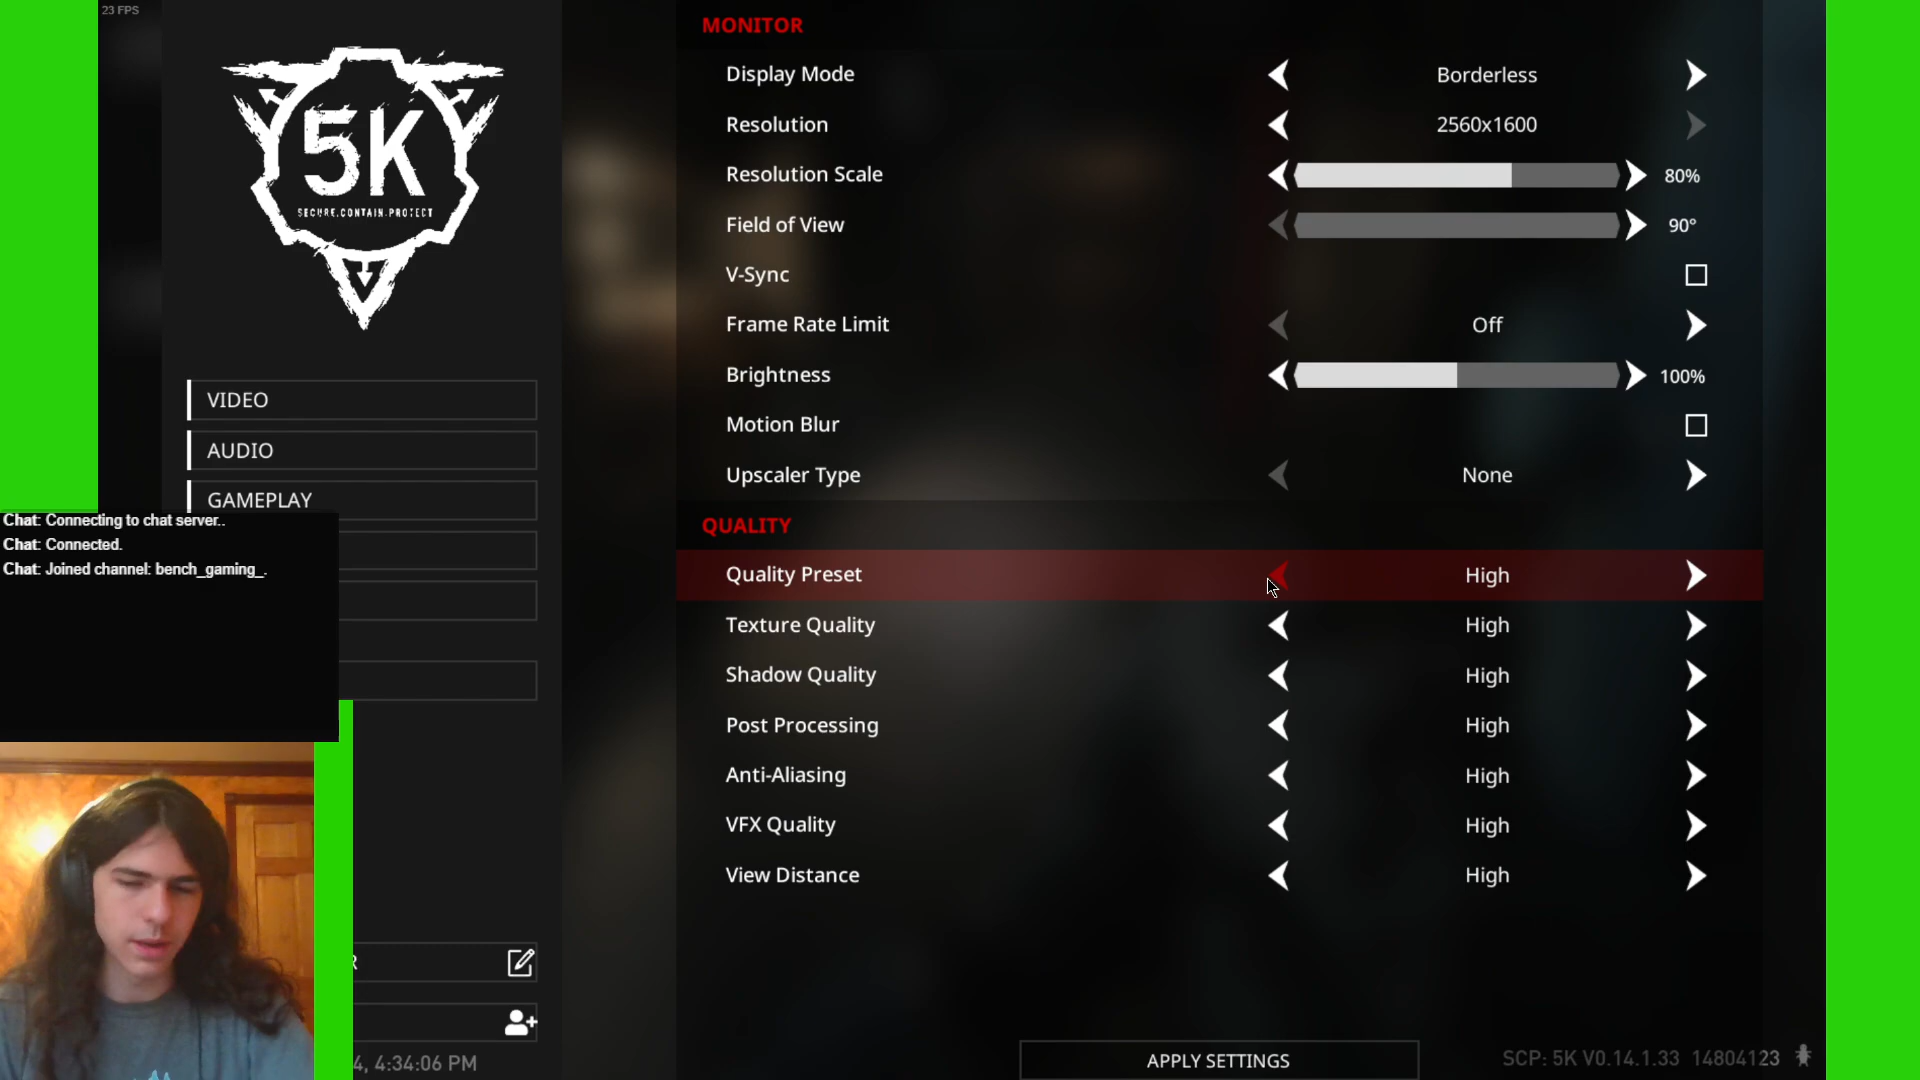 23 FPS
5K
SECURE.CONTAIN.PROTECT
VIDEO
AUDIO
GAMEPLAY
Chat: Connecting to chat server..
Chat: Connected.
Chat: Joined channel: bench_gaming_.
R
4, 4:34:06 PM
MONITOR
Display Mode Borderless
Resolution 2560x1600
Resolution Scale 80%
Field of View 90°
V-Sync
Frame Rate Limit Off
Brightness 100%
Motion Blur
Upscaler Type None
QUALITY
Quality Preset High
Texture Quality High
Shadow Quality High
Post Processing High
Anti-Aliasing High
VFX Quality High
View Distance High
APPLY SETTINGS
SCP: 5K V0.14.1.33 14804123